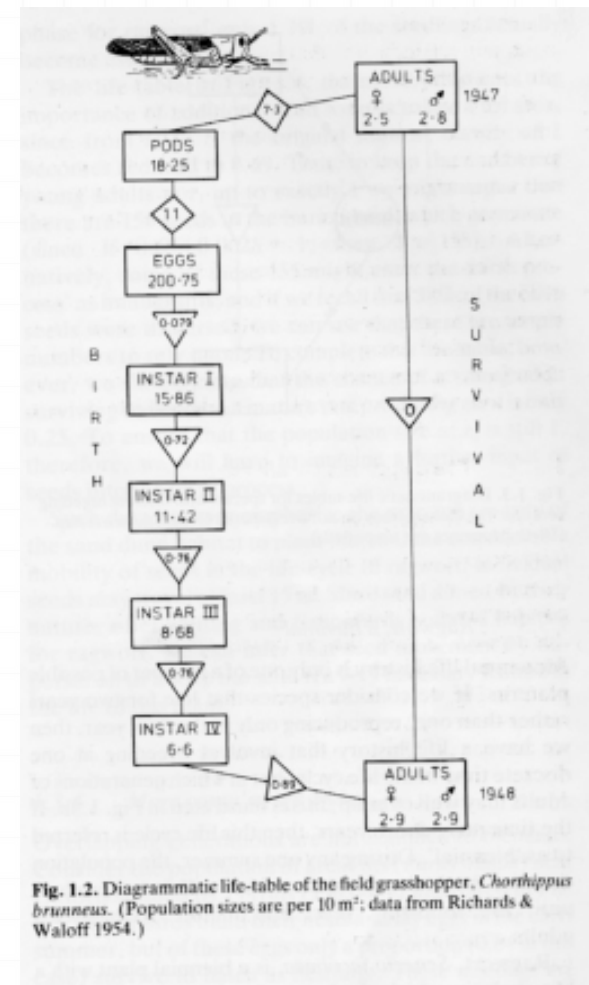 ADULTS
♀ ♂
2·5 2·8
1947
7·3
PODS
18·25
11
EGGS
200·75
0·079
BIRTH
SURVIVAL
INSTAR I
15·86
0·72
0
INSTAR II
11·42
0·76
INSTAR III
8·68
0·76
INSTAR IV
6·6
0·89
ADULTS
♀ ♂
2·9 2·9
1948
Fig. 1.2. Diagrammatic life-table of the field grasshopper, Chorthippus
brunneus. (Population sizes are per 10 m²; data from Richards &
Waloff 1954.)